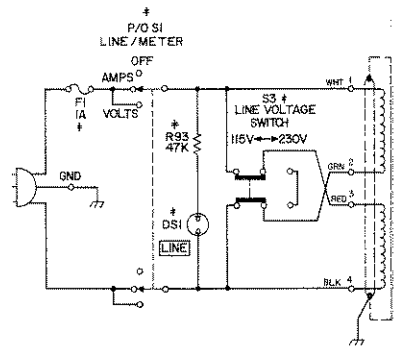 ‡
P/O S1
LINE/METER
OFF
AMPS
VOLTS
F1
1A
‡
GND
‡
R93
47K
‡
DS1
LINE
S3 ‡
LINE VOLTAGE
SWITCH
115V 230V
WHT 1
GRN 2
RED 3
BLK 4